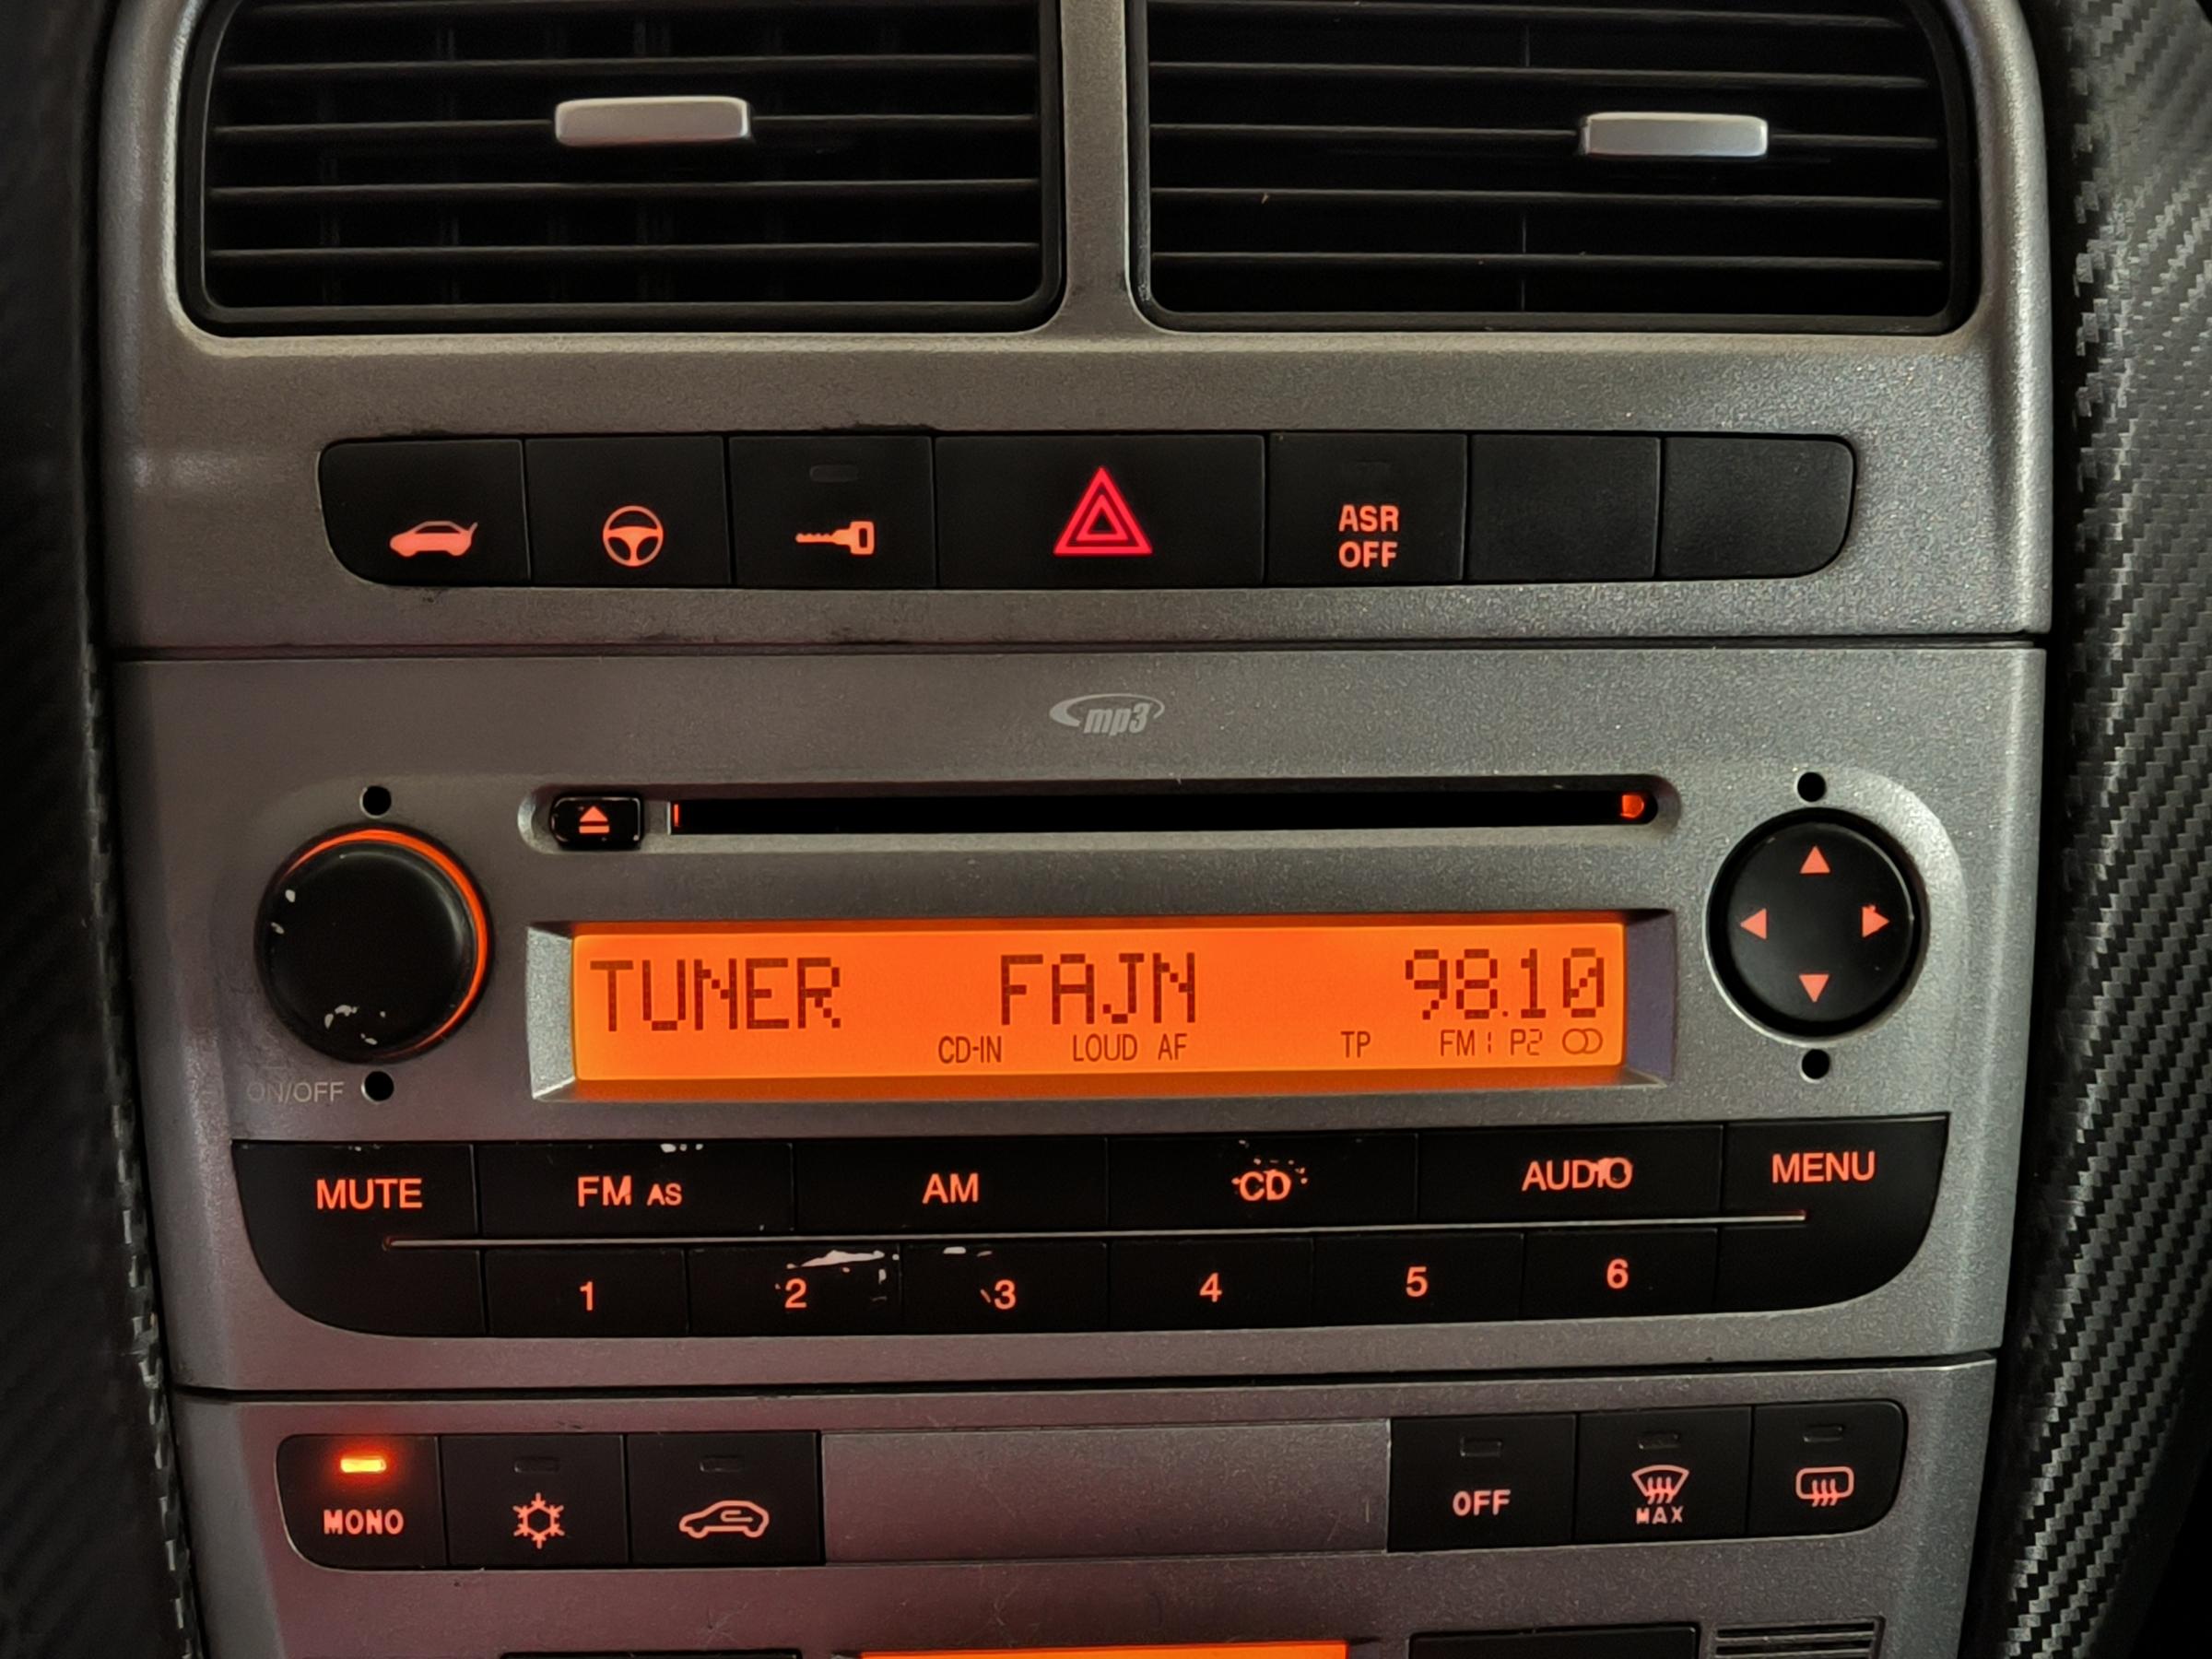 ASR
OFF
mp3
TUNER FAJN 98.10
CD-IN LOUD AF TP FM1 P2
ON/OFF
MUTE FM AS AM CD AUDIO MENU
1 2 3 4 5 6
MONO OFF MAX